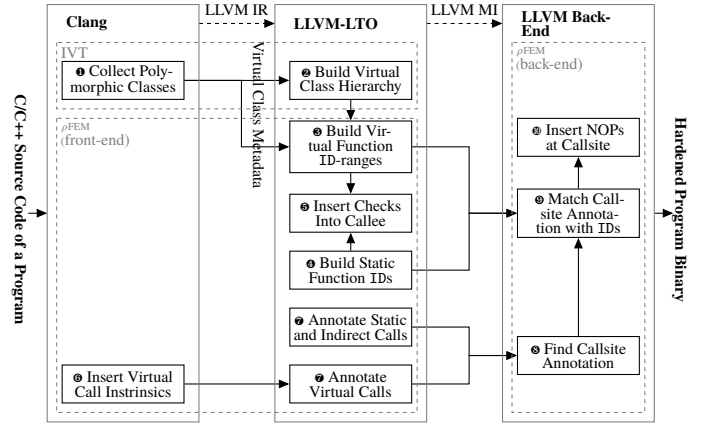 Clang
LLVM IR
LLVM-LTO
LLVM MI
LLVM Back-
End
IVT
❶ Collect Poly-
morphic Classes
Virtual Class Metadata
❷ Build Virtual
Class Hierarchy
ρFEM
(back-end)
ρFEM
(front-end)
❸ Build Vir-
tual Function
ID-ranges
❿ Insert NOPs
at Callsite
C/C++ Source Code of a Program
❺ Insert Checks
Into Callee
❾ Match Call-
site Annota-
tion with IDs
Hardened Program Binary
❹ Build Static
Function IDs
❼ Annotate Static
and Indirect Calls
❽ Find Callsite
Annotation
❻ Insert Virtual
Call Instrinsics
❼ Annotate
Virtual Calls